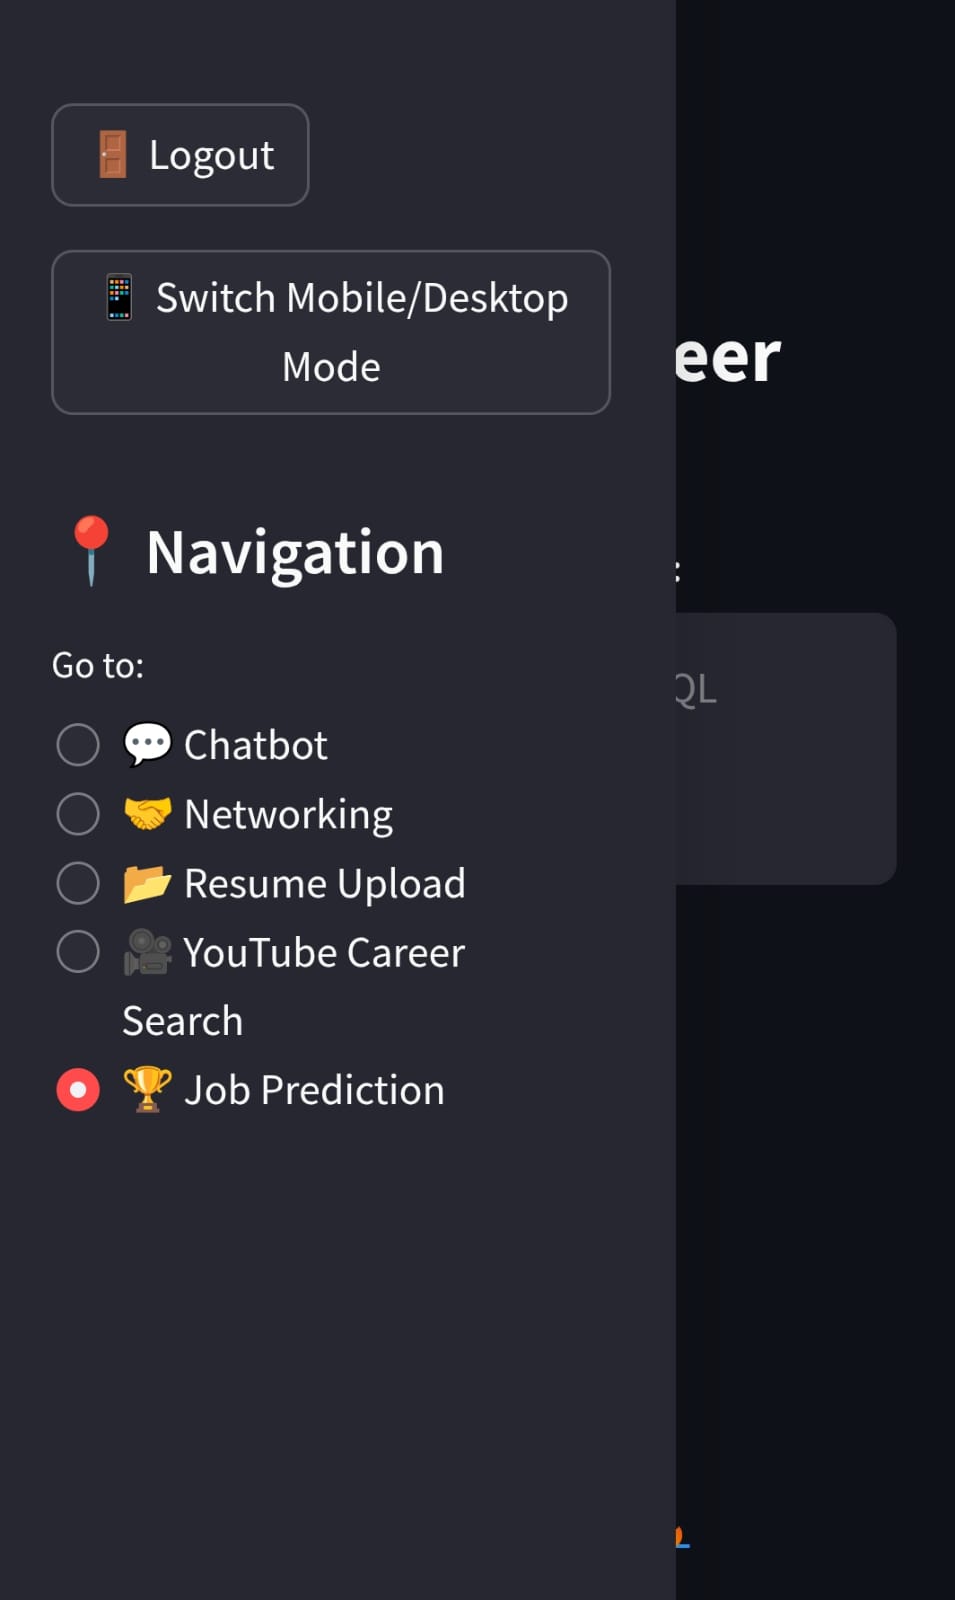 Logout
Switch Mobile/Desktop
Mode
eer
Navigation
:
Go to:
QL
Chatbot
Networking
Resume Upload
YouTube Career
Search
Job Prediction